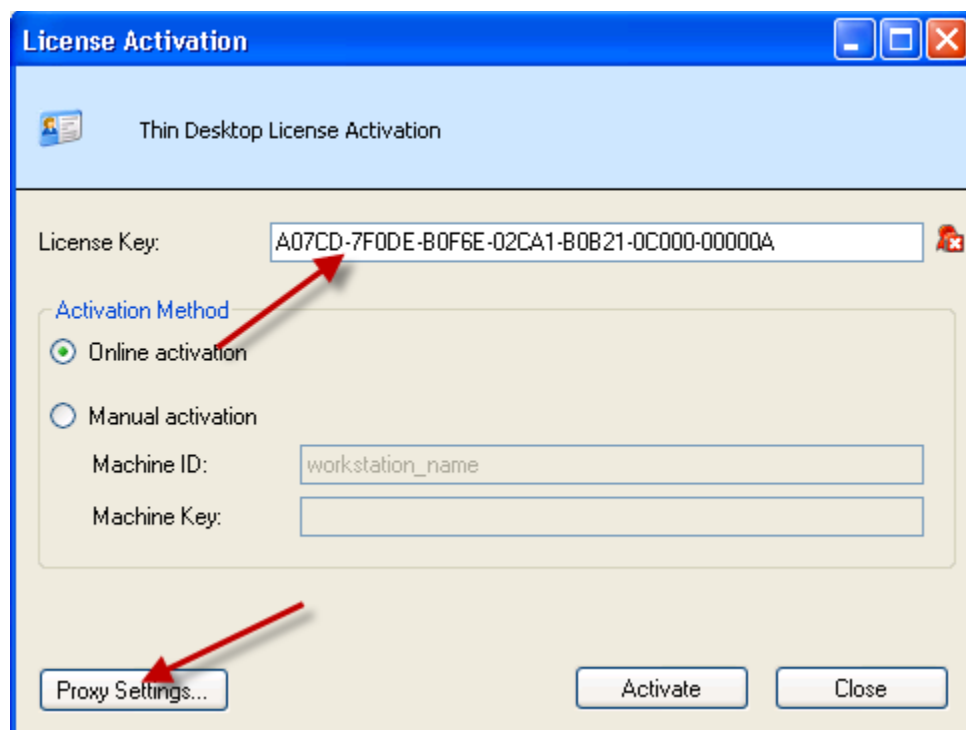 License Activation
Thin Desktop License Activation
License Key: A07CD-7F0DE-B0F6E-02CA1-B0B21-0C000-00000A
Activation Method
Online activation
Manual activation
Machine ID: workstation_name
Machine Key:
Proxy Settings... Activate Close